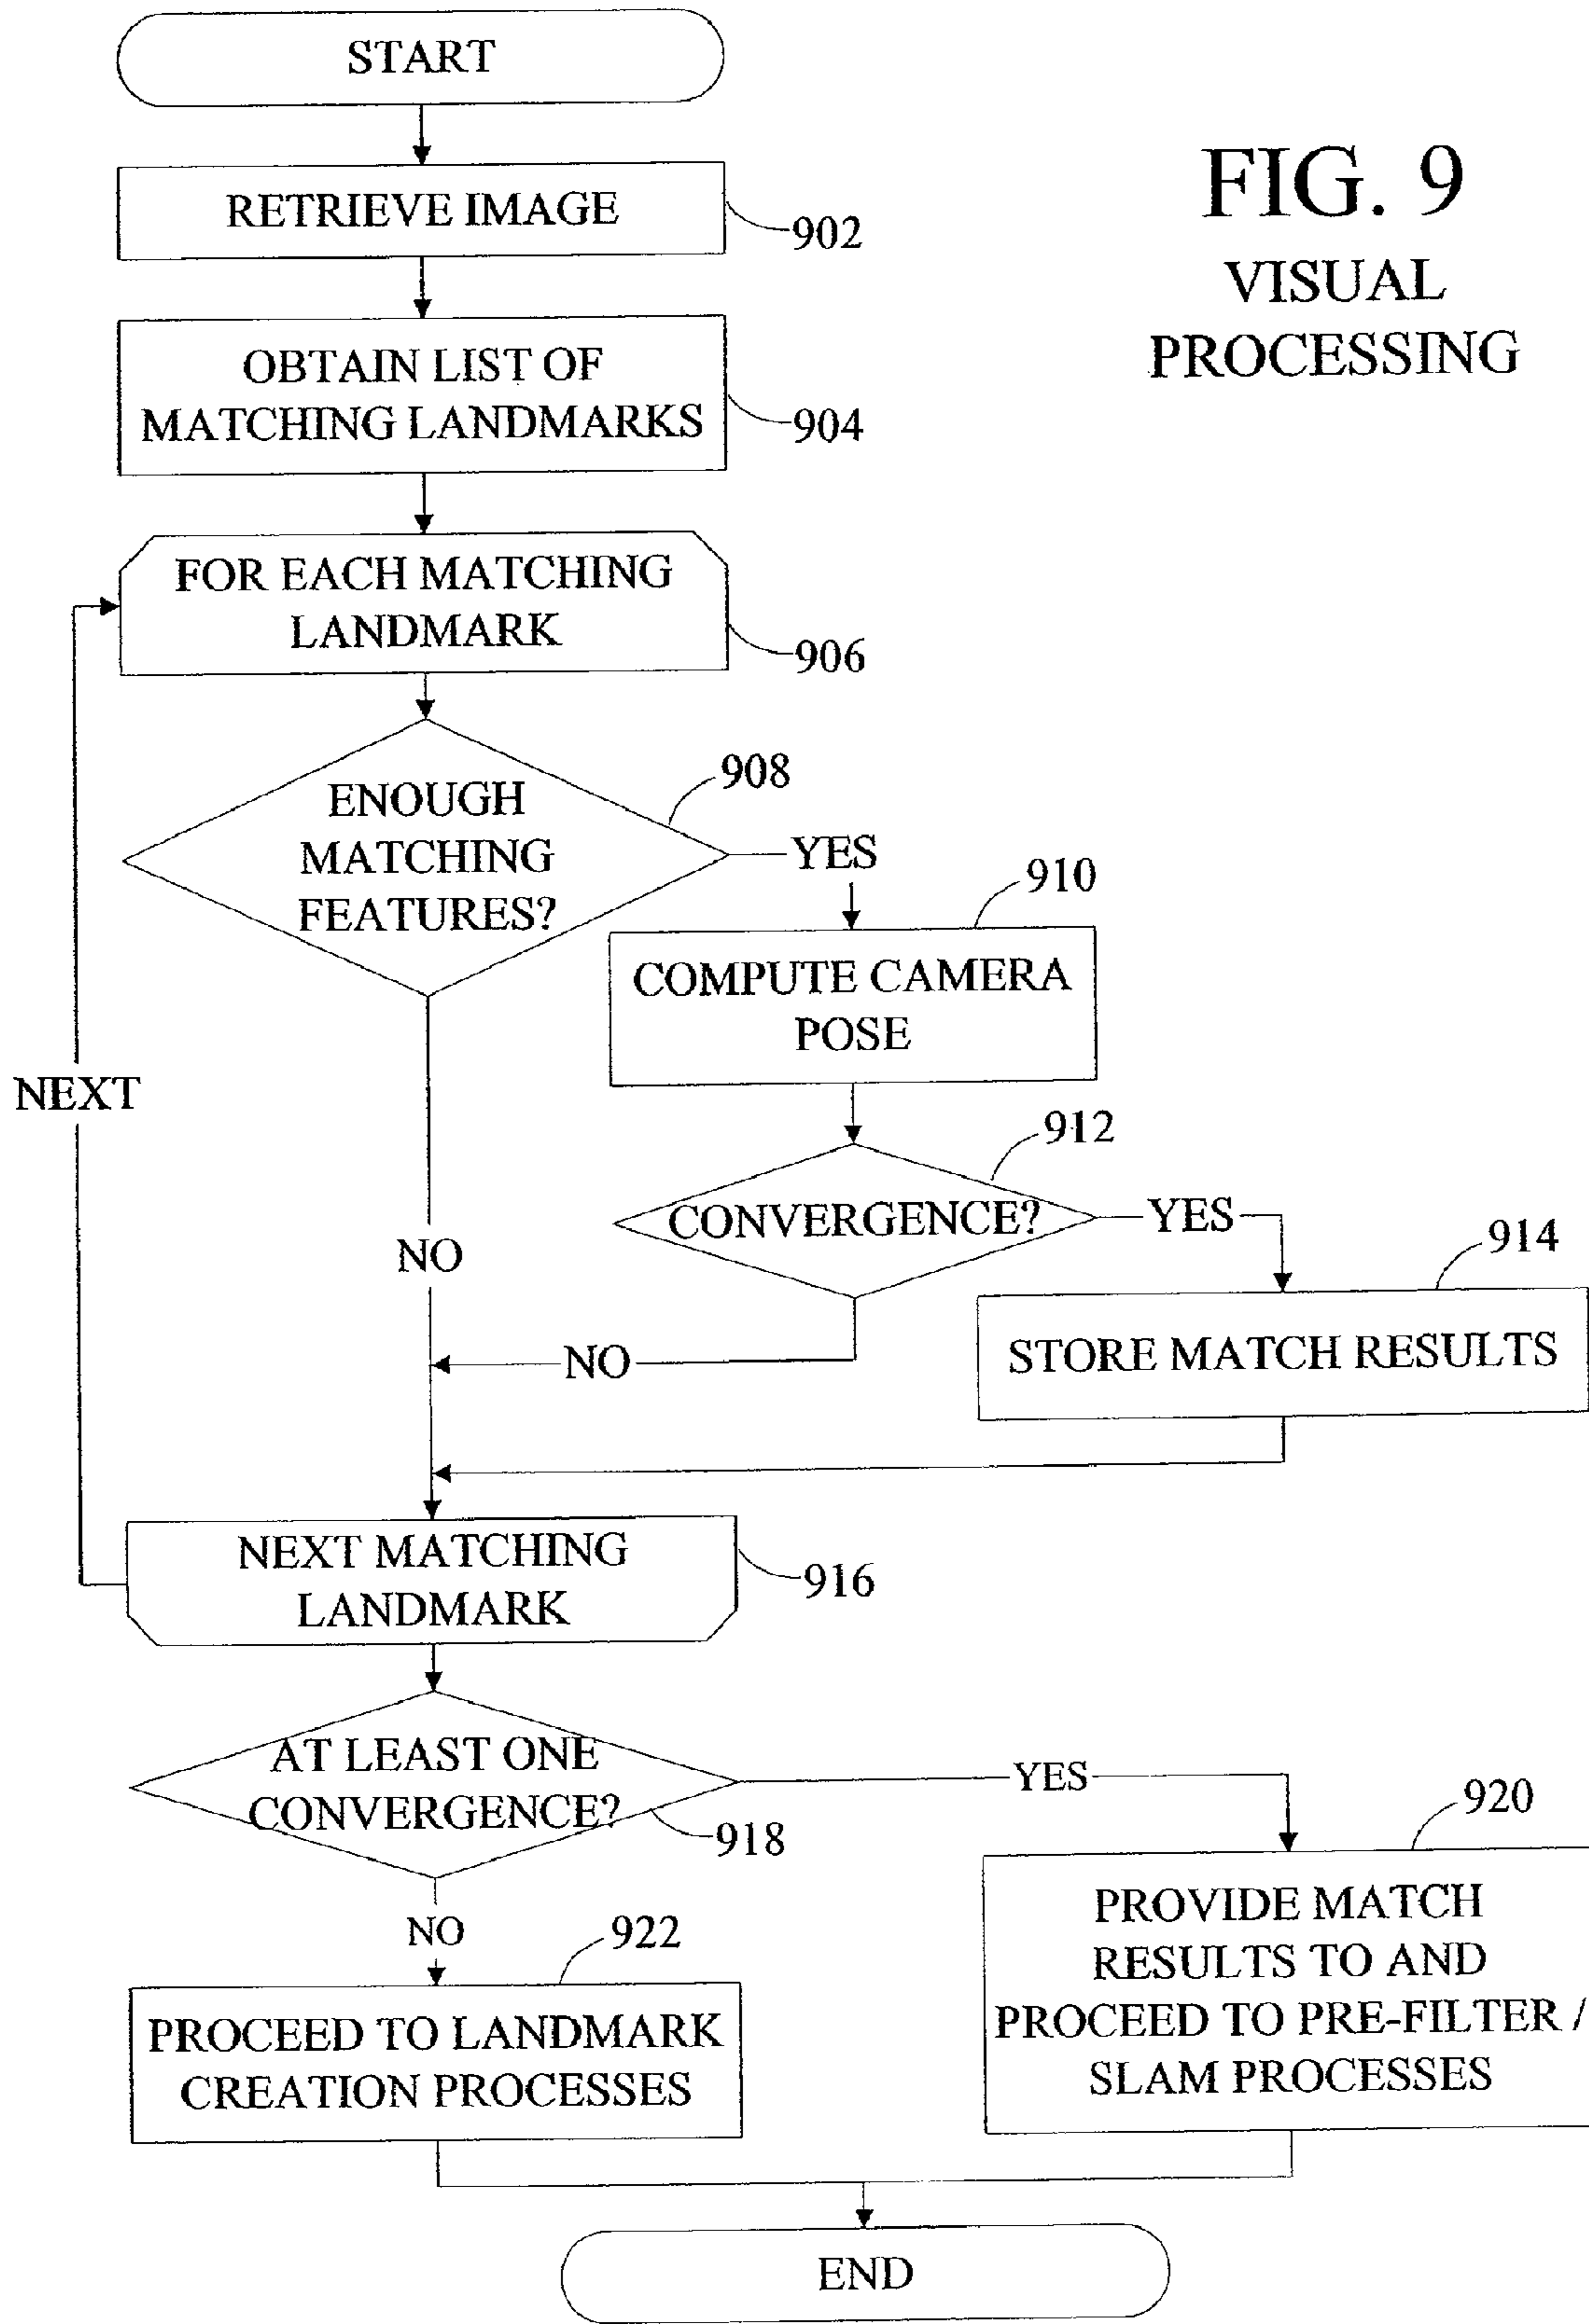 START
FIG. 9
VISUAL
PROCESSING
RETRIEVE IMAGE
902
OBTAIN LIST OF
MATCHING LANDMARKS
904
FOR EACH MATCHING
LANDMARK
906
ENOUGH
MATCHING
FEATURES?
908
YES
910
COMPUTE CAMERA
POSE
NEXT
912
CONVERGENCE?
YES
914
NO
STORE MATCH RESULTS
NO
NEXT MATCHING
LANDMARK
916
AT LEAST ONE
CONVERGENCE?
918
YES
920
PROVIDE MATCH
RESULTS TO AND
PROCEED TO PRE-FILTER /
SLAM PROCESSES
NO
922
PROCEED TO LANDMARK
CREATION PROCESSES
END